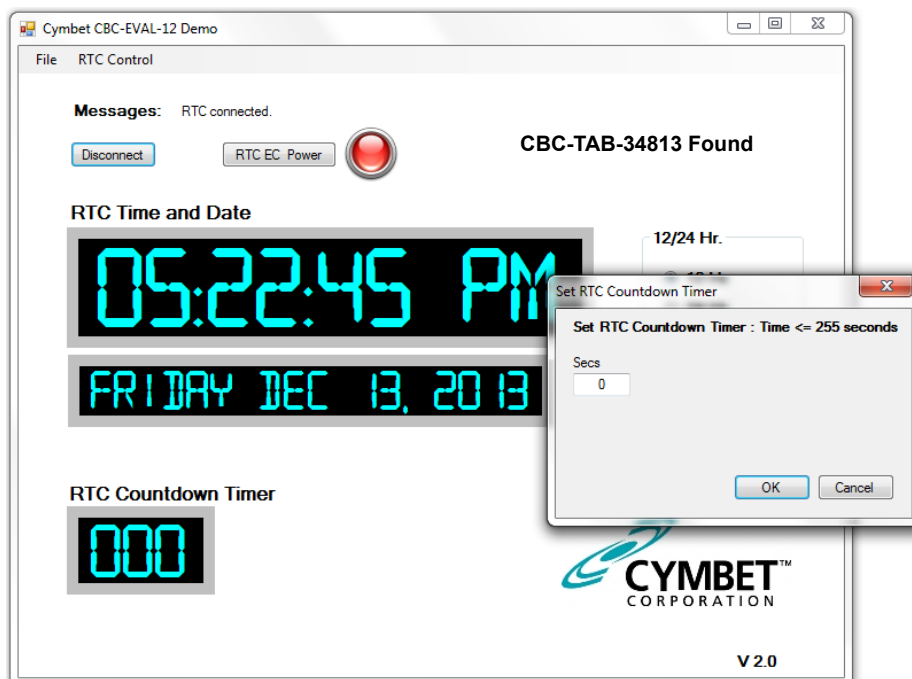 Cymbet CBC-EVAL-12 Demo
File RTC Control
Messages: RTC connected.
Disconnect RTC EC Power
CBC-TAB-34813 Found
RTC Time and Date
05:22:45 PM
12/24 Hr.
Set RTC Countdown Timer
Set RTC Countdown Timer : Time <= 255 seconds
Secs
0
OK Cancel
FRIDAY DEC 13, 2013
RTC Countdown Timer
000
CYMBET™
CORPORATION
V 2.0